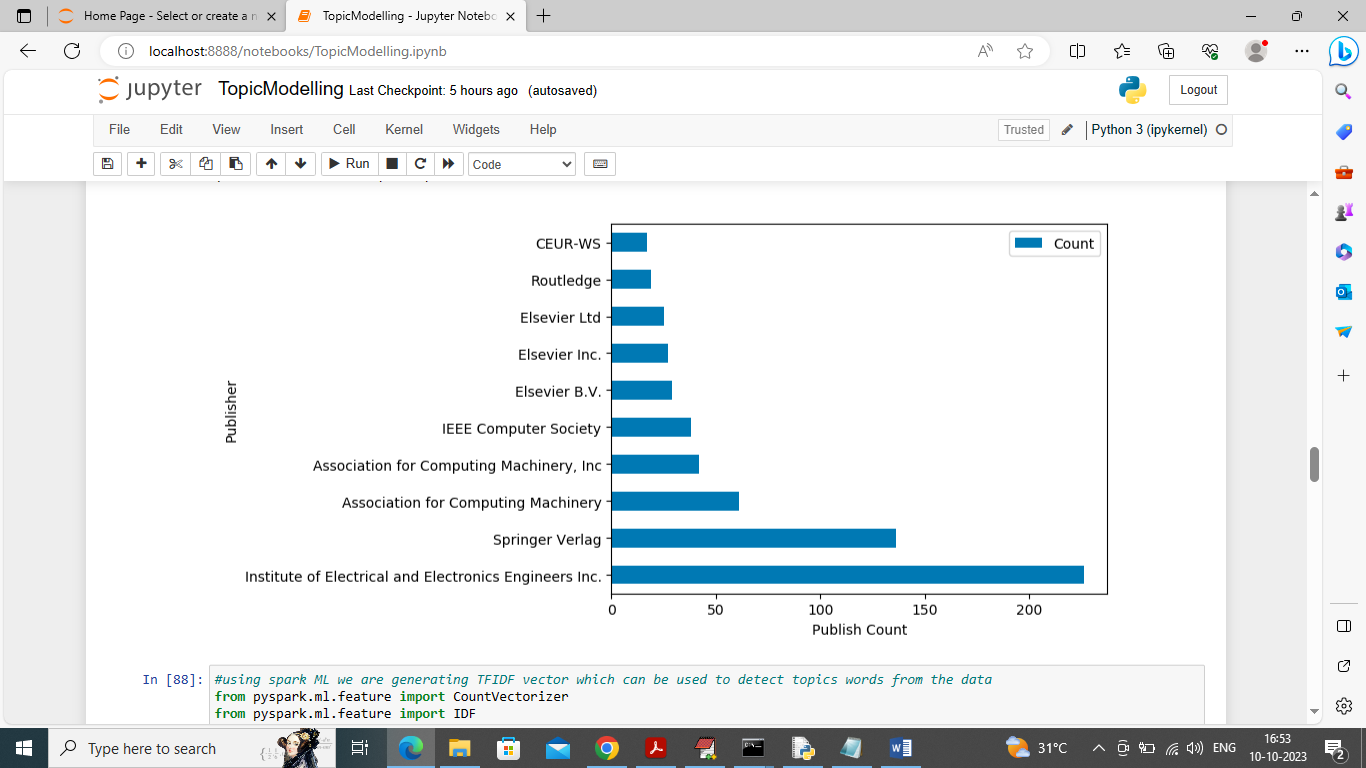 Home Page - Select or create a n
TopicModelling - Jupyter Notebo
localhost:8888/notebooks/TopicModelling.ipynb
jupyter TopicModelling Last Checkpoint: 5 hours ago (autosaved)
Logout
File Edit View Insert Cell Kernel Widgets Help
Trusted
Python 3 (ipykernel)
Run
Code
Count
CEUR-WS
Routledge
Elsevier Ltd
Elsevier Inc.
Elsevier B.V.
IEEE Computer Society
Association for Computing Machinery, Inc
Association for Computing Machinery
Springer Verlag
Institute of Electrical and Electronics Engineers Inc.
Publisher
0 50 100 150 200
Publish Count
In [88]: #using spark ML we are generating TFIDF vector which can be used to detect topics words from the data
from pyspark.ml.feature import CountVectorizer
from pyspark.ml.feature import IDF
Type here to search
31°C
ENG
16:53
10-10-2023
2